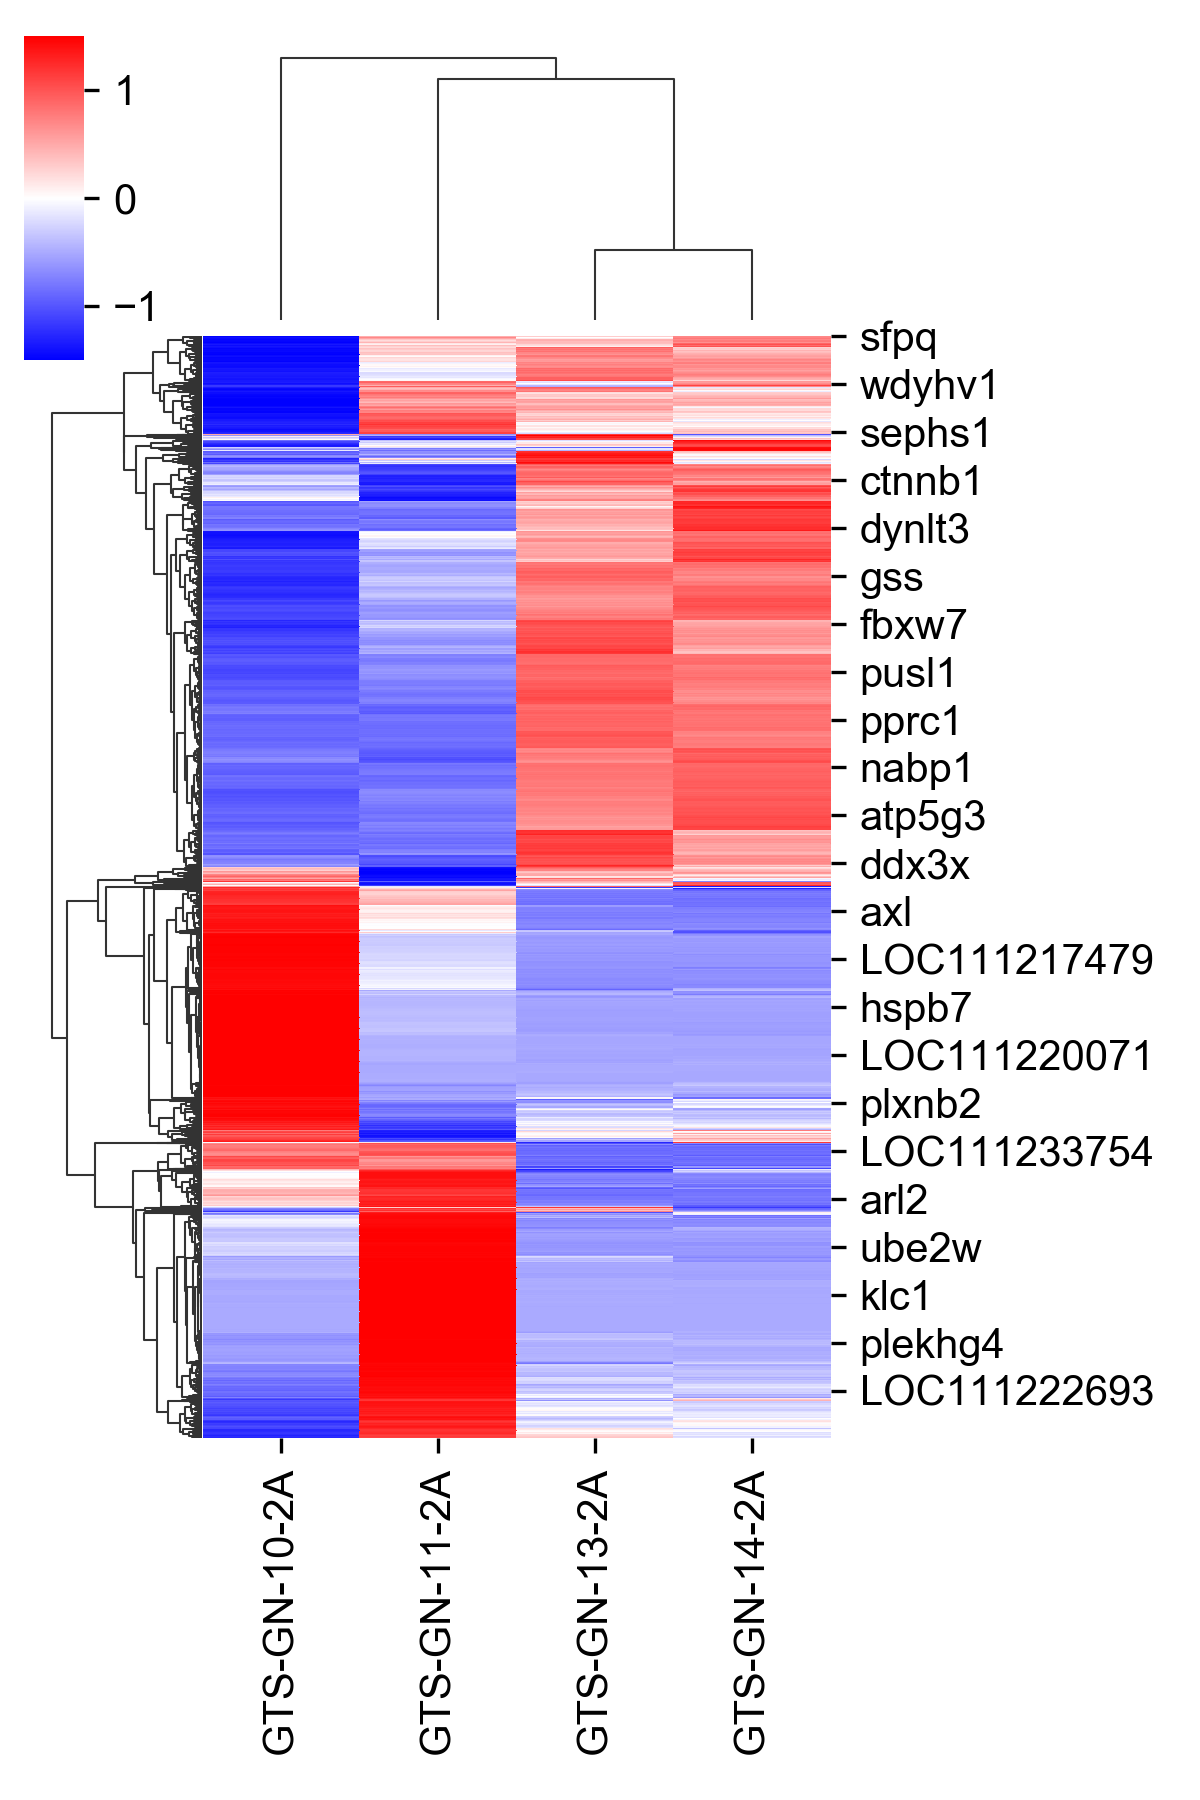 1
0
−1
sfpq
wdyhv1
sephs1
ctnnb1
dynlt3
gss
fbxw7
pusl1
pprc1
nabp1
atp5g3
ddx3x
axl
LOC111217479
hspb7
LOC111220071
plxnb2
LOC111233754
arl2
ube2w
klc1
plekhg4
LOC111222693
GTS-GN-10-2A
GTS-GN-11-2A
GTS-GN-13-2A
GTS-GN-14-2A